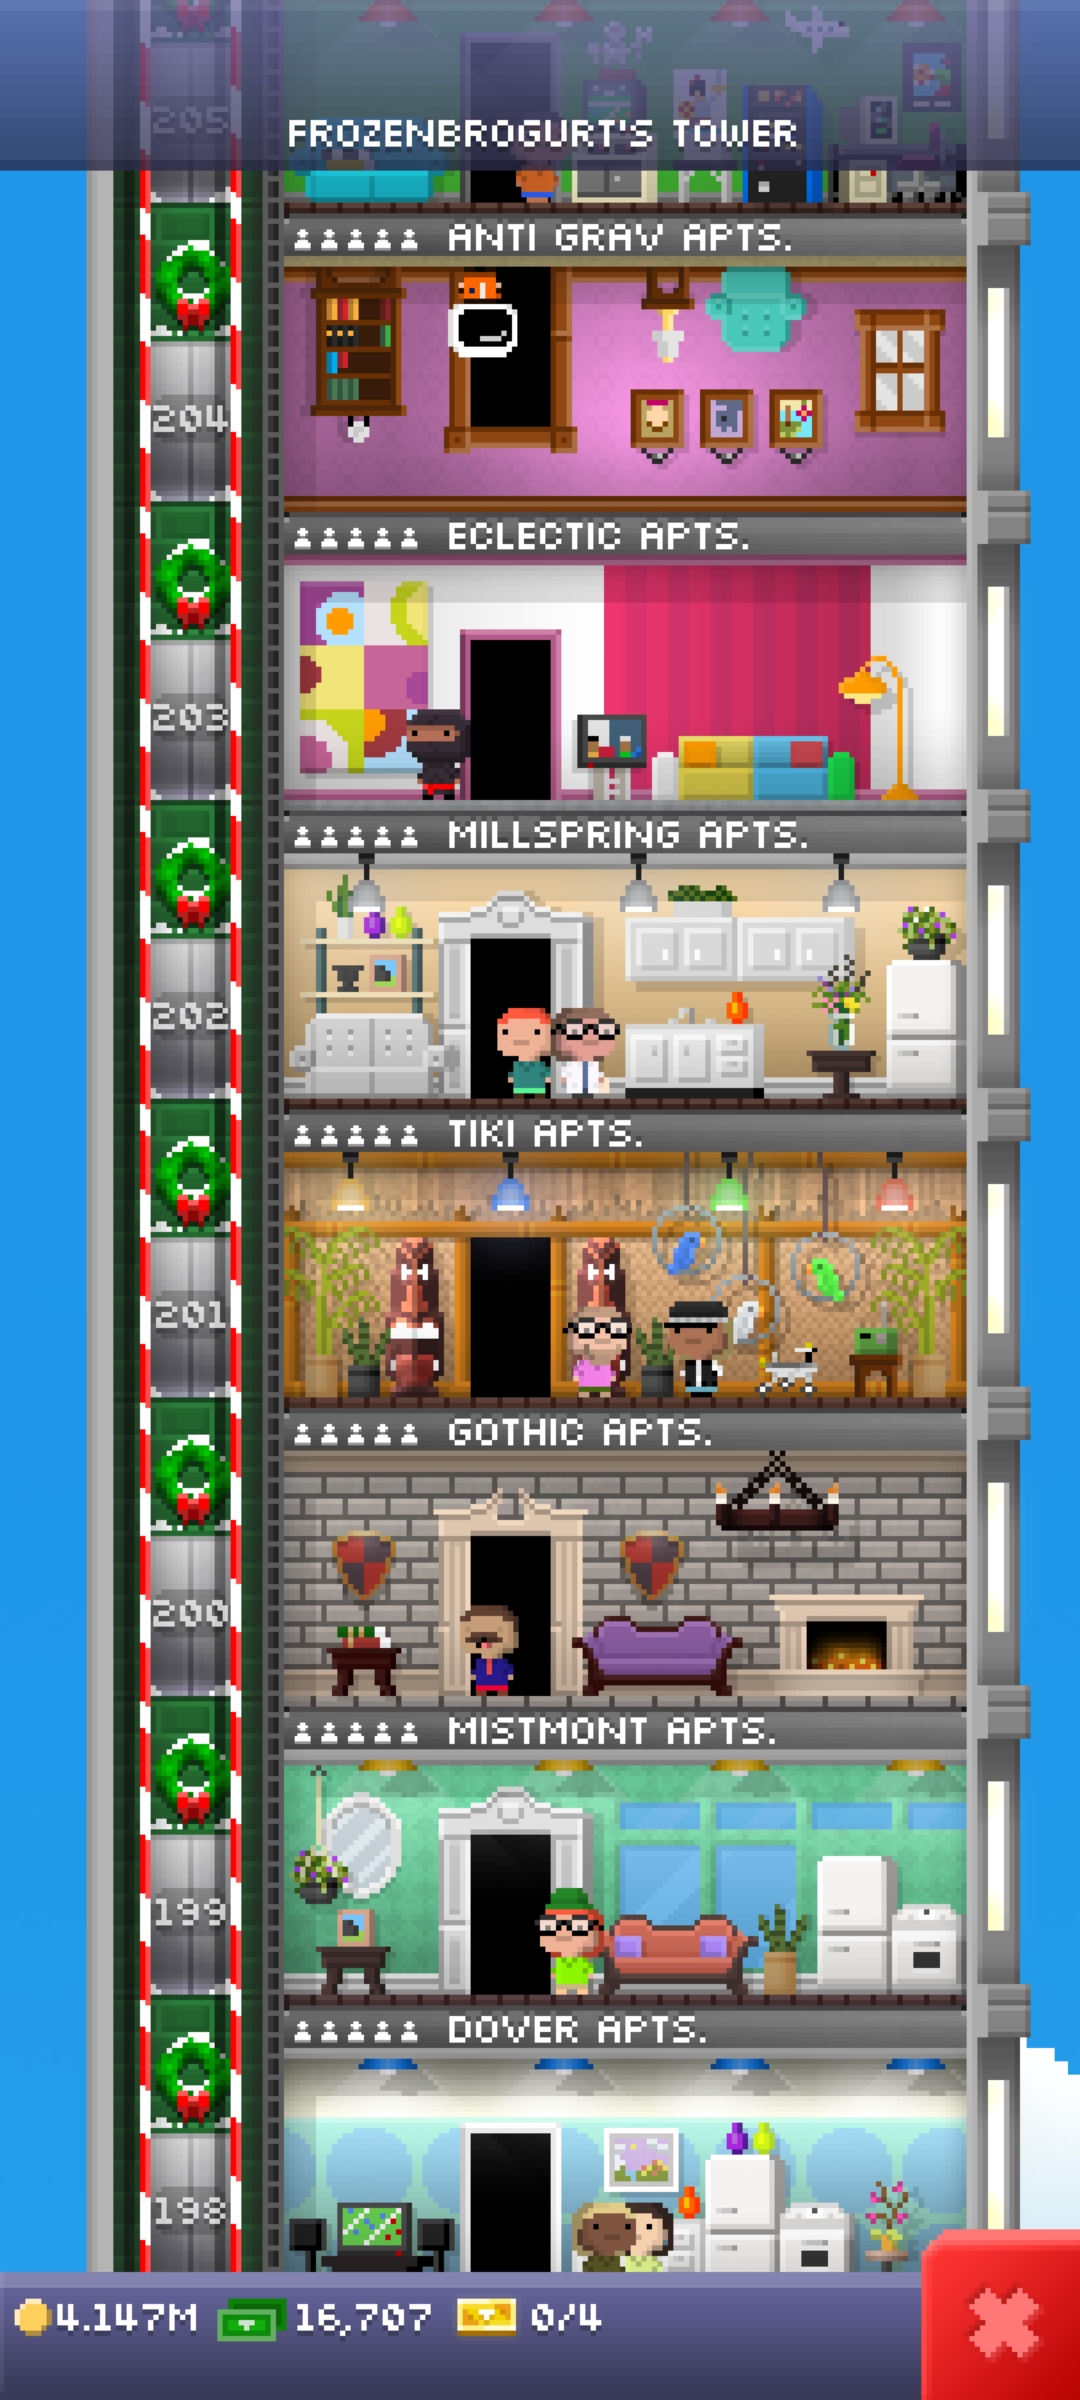 205
FROZENBROGURT'S TOWER
ANTI GRAV APTS.
204
ECLECTIC APTS.
203
MILLSPRING APTS.
202
TIKI APTS.
201
GOTHIC APTS.
200
MISTMONT APTS.
199
DOVER APTS.
198
4.147M 16,707 0/4